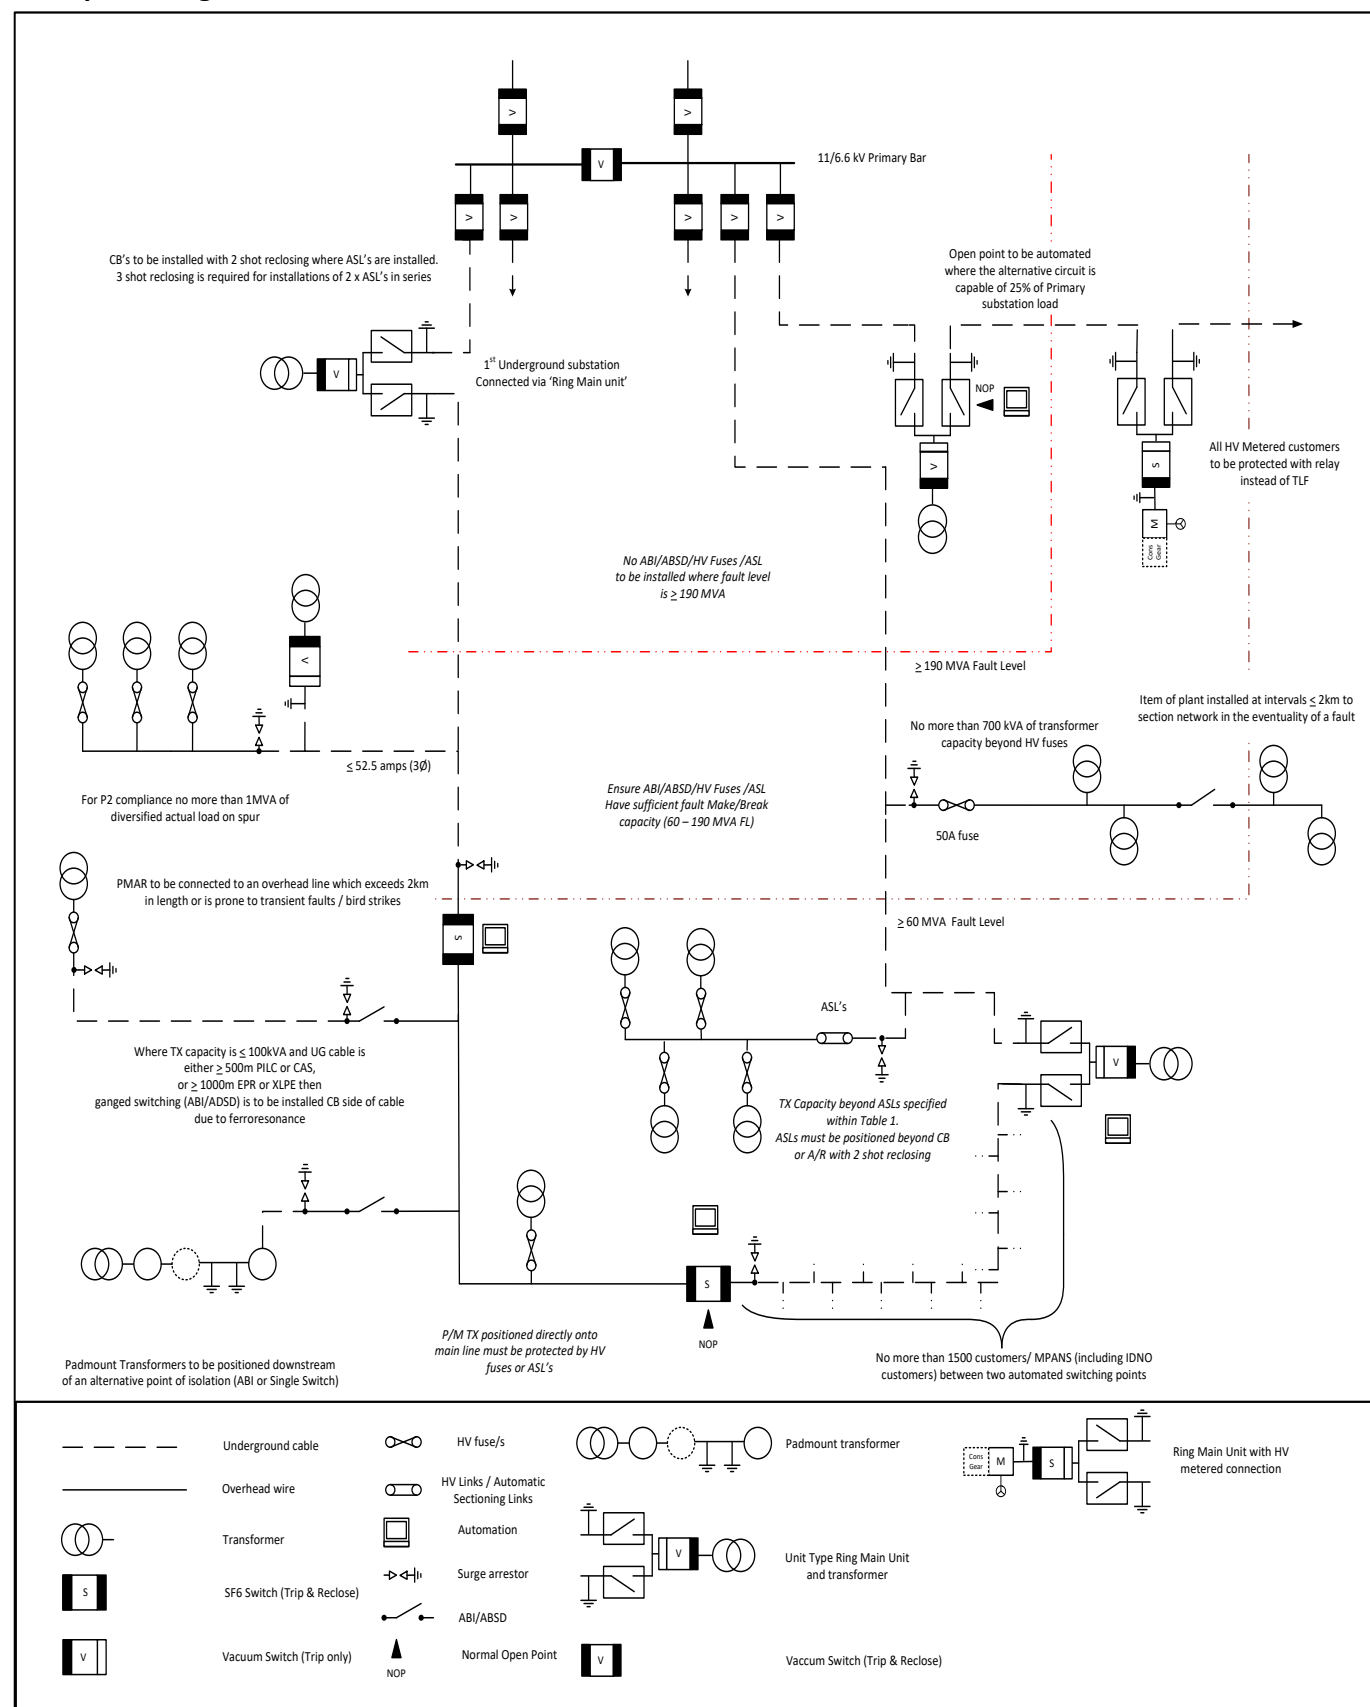 V
V
V
11/6.6 kV Primary Bar
V
V
V
V
V
CB's to be installed with 2 shot reclosing where ASL's are installed.
3 shot reclosing is required for installations of 2 x ASL's in series
Open point to be automated
where the alternative circuit is
capable of 25% of Primary
substation load
1st Underground substation
Connected via 'Ring Main unit'
V
NOP
V
S
M
Cons
Gear
All HV Metered customers
to be protected with relay
instead of TLF
No ABI/ABSD/HV Fuses /ASL
to be installed where fault level
is ≥ 190 MVA
V
≥ 190 MVA Fault Level
Item of plant installed at intervals ≤ 2km to
section network in the eventuality of a fault
No more than 700 kVA of transformer
capacity beyond HV fuses
≤ 52.5 amps (3Ø)
For P2 compliance no more than 1MVA of
diversified actual load on spur
Ensure ABI/ABSD/HV Fuses /ASL
Have sufficient fault Make/Break
capacity (60 – 190 MVA FL)
50A fuse
PMAR to be connected to an overhead line which exceeds 2km
in length or is prone to transient faults / bird strikes
S
≥ 60 MVA Fault Level
ASL's
Where TX capacity is ≤ 100kVA and UG cable is
either ≥ 500m PILC or CAS,
or ≥ 1000m EPR or XLPE then
ganged switching (ABI/ADSD) is to be installed CB side of cable
due to ferroresonance
V
TX Capacity beyond ASLs specified
within Table 1.
ASLs must be positioned beyond CB
or A/R with 2 shot reclosing
S
NOP
P/M TX positioned directly onto
main line must be protected by HV
fuses or ASL's
Padmount Transformers to be positioned downstream
of an alternative point of isolation (ABI or Single Switch)
No more than 1500 customers/ MPANS (including IDNO
customers) between two automated switching points
Underground cable
HV fuse/s
Padmount transformer
Cons
Gear
M
S
Ring Main Unit with HV
metered connection
Overhead wire
HV Links / Automatic
Sectioning Links
Transformer
Automation
V
Unit Type Ring Main Unit
and transformer
S
SF6 Switch (Trip & Reclose)
Surge arrestor
ABI/ABSD
V
Vacuum Switch (Trip only)
NOP
Normal Open Point
V
Vaccum Switch (Trip & Reclose)